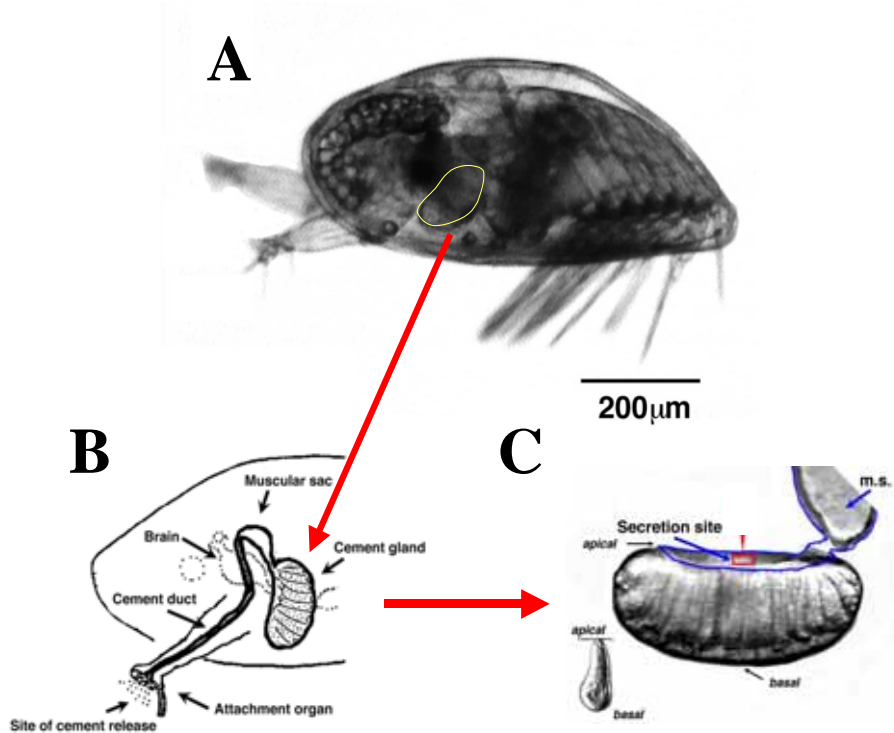 A
200μm
B
Muscular sac
Brain
Cement gland
Cement duct
Attachment organ
Site of cement release
C
m.s.
Secretion site
apical
basal
apical
basal